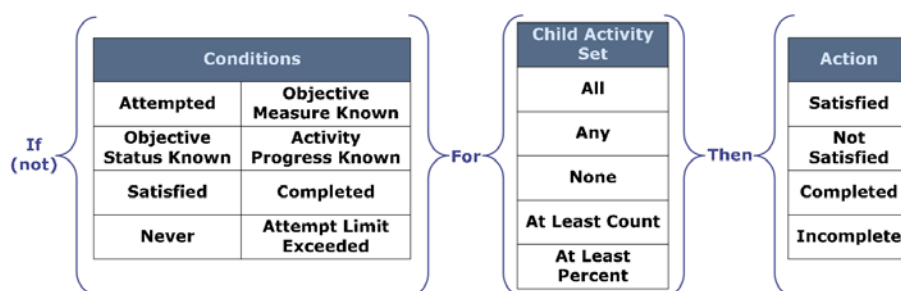 If
(not)
Conditions
Attempted
Objective
Measure Known
Objective
Status Known
Activity
Progress Known
Satisfied
Completed
Never
Attempt Limit
Exceeded
For
Child Activity
Set
All
Any
None
At Least Count
At Least
Percent
Then
Action
Satisfied
Not
Satisfied
Completed
Incomplete